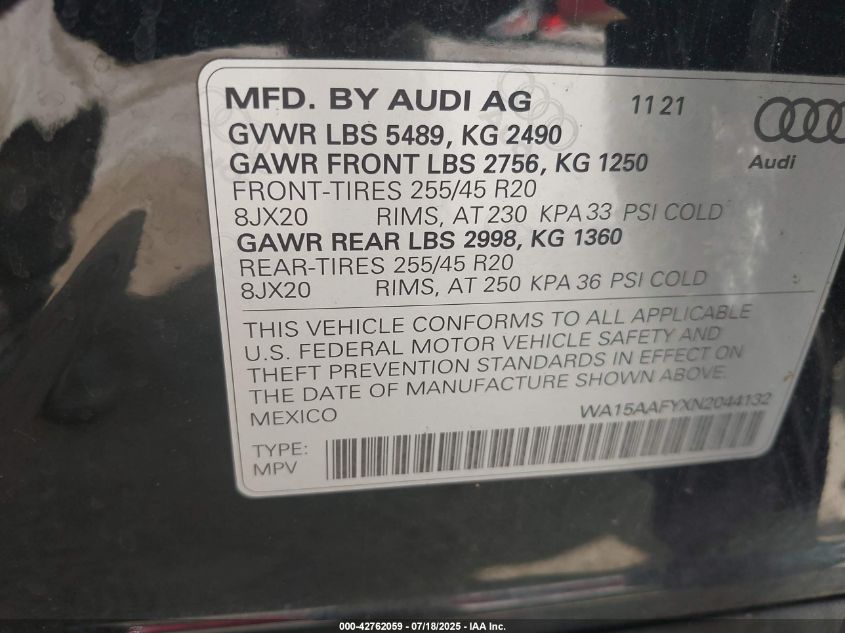 MFD. BY AUDI AG 11 21
GVWR LBS 5489, KG 2490
GAWR FRONT LBS 2756, KG 1250
Audi
FRONT-TIRES 255/45 R20
8JX20 RIMS, AT 230 KPA 33 PSI COLD
GAWR REAR LBS 2998, KG 1360
REAR-TIRES 255/45 R20
8JX20 RIMS, AT 250 KPA 36 PSI COLD
THIS VEHICLE CONFORMS TO ALL APPLICABLE
U.S. FEDERAL MOTOR VEHICLE SAFETY AND
THEFT PREVENTION STANDARDS IN EFFECT ON
THE DATE OF MANUFACTURE SHOWN ABOVE.
MEXICO WA15AAFYXN2044132
TYPE:
MPV
000-42762059 - 07/18/2025 - IAA Inc.